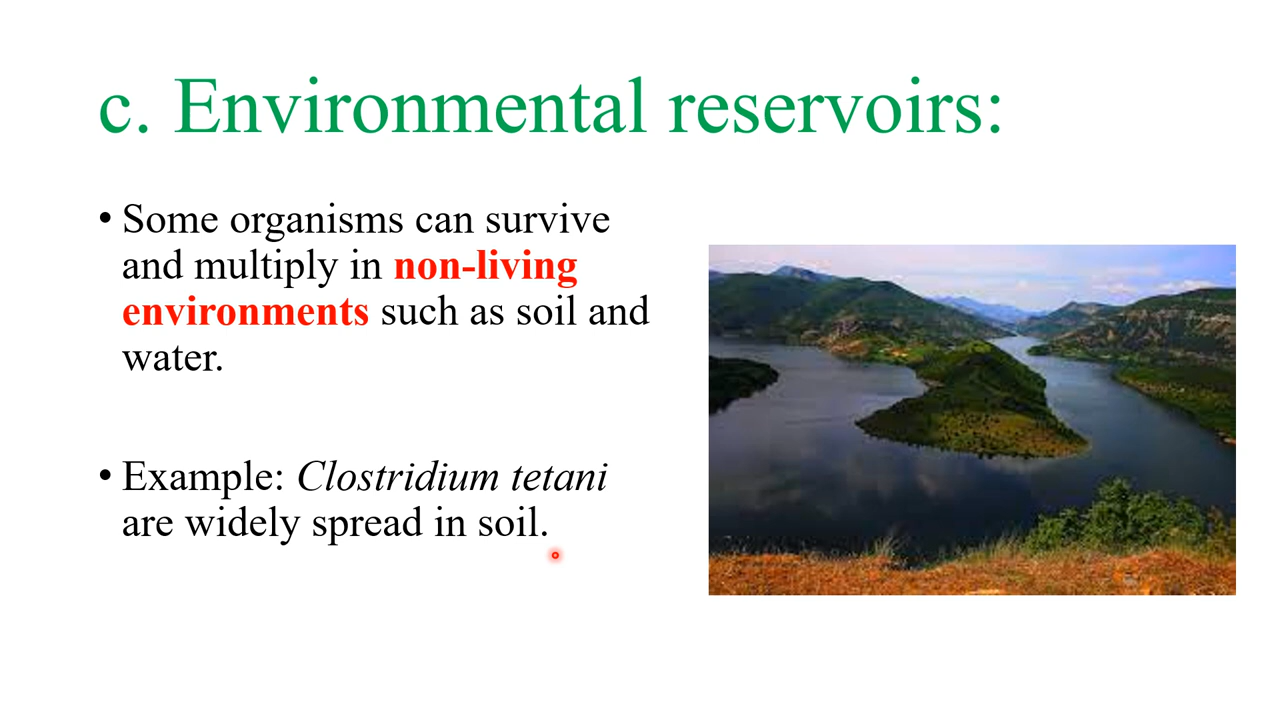 c. Environmental reservoirs:
• Some organisms can survive
and multiply in non-living
environments such as soil and
water.
• Example: Clostridium tetani
are widely spread in soil.